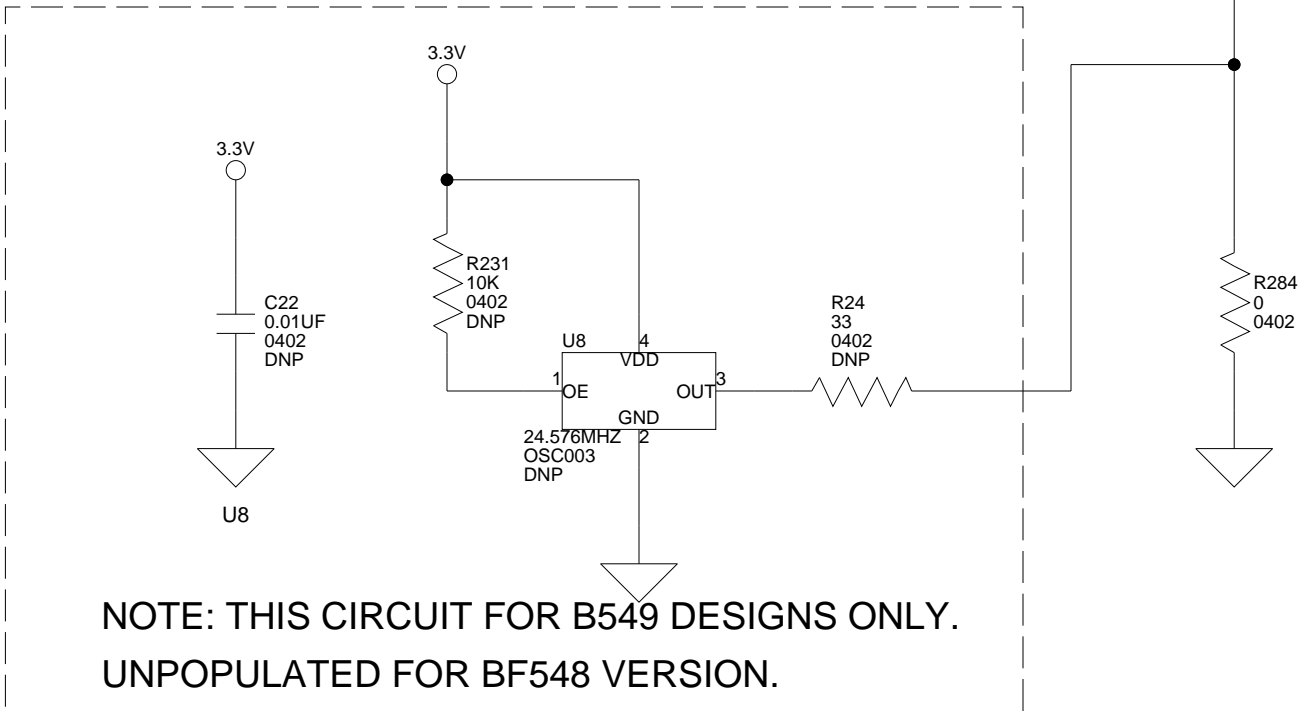 3.3V
3.3V
C22
0.01UF
0402
DNP
U8
R231
10K
0402
DNP
U8
4
VDD
1
OE
OUT
3
GND
2
24.576MHZ
OSC003
DNP
R24
33
0402
DNP
R284
0
0402
NOTE: THIS CIRCUIT FOR B549 DESIGNS ONLY.
UNPOPULATED FOR BF548 VERSION.